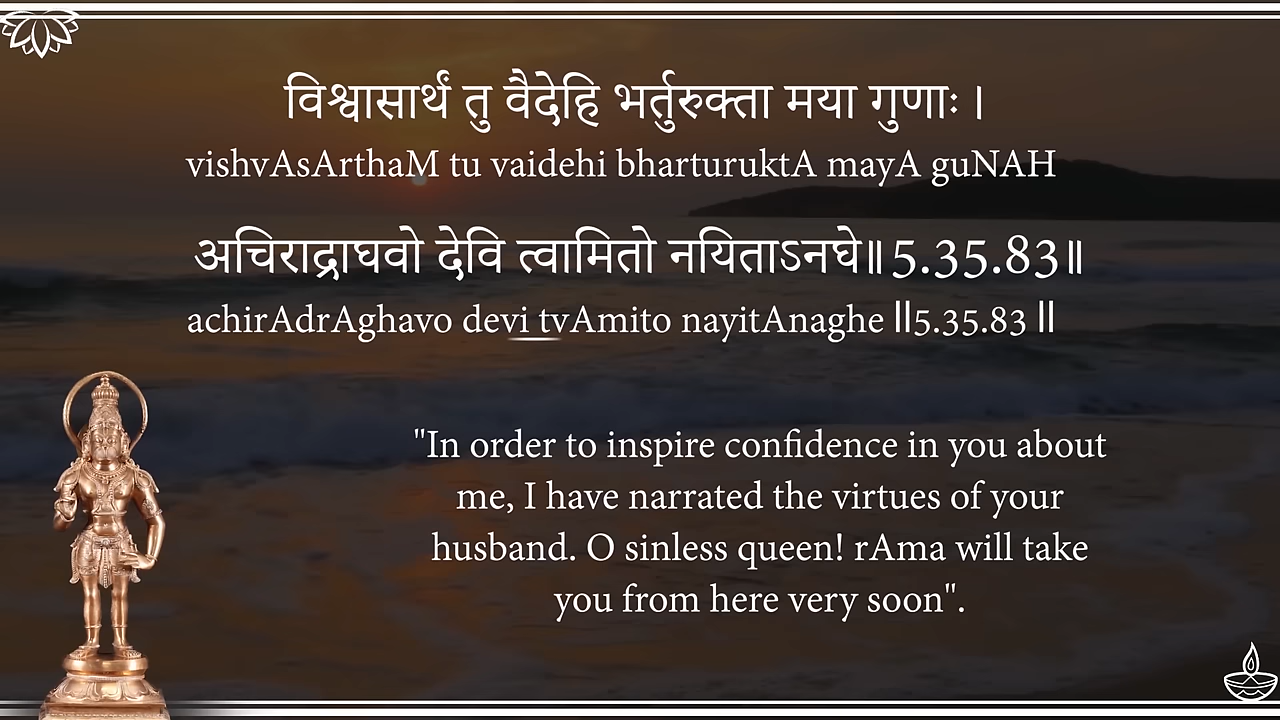 विश्वासार्थं तु वैदेहि भर्तुरुक्ता मया गुणाः ।
vishvAsArthaM tu vaidehi bharturuktA mayA guNAH
अचिराद्राघवो देवि त्वामितो नयिताऽनघे॥5.35.83॥
achirAdrAghavo devi tvAmito nayitAnaghe ॥5.35.83 ॥
"In order to inspire confidence in you about
me, I have narrated the virtues of your
husband. O sinless queen! rAma will take
you from here very soon".